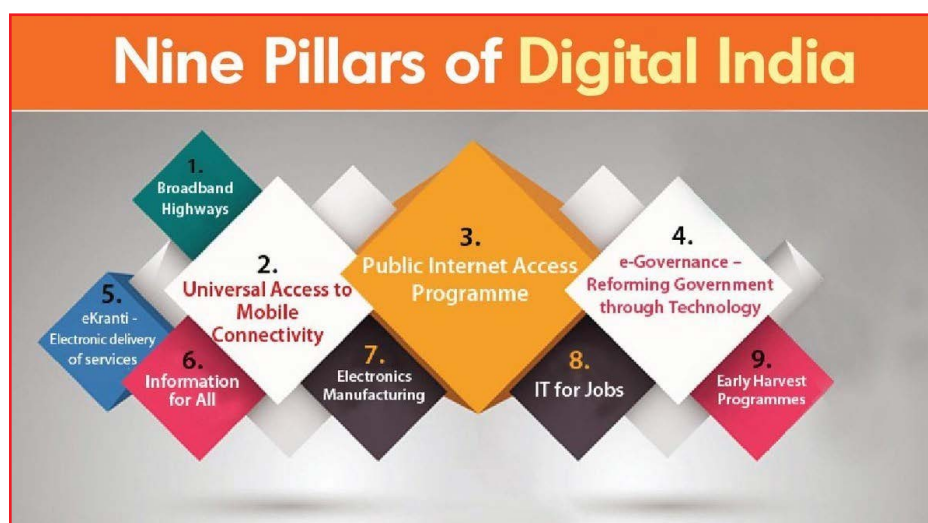 Nine Pillars of Digital India
1.
Broadband
Highways
2.
Universal Access to
Mobile
Connectivity
3.
Public Internet Access
Programme
4.
e-Governance –
Reforming Government
through Technology
5.
eKranti -
Electronic delivery
of services
6.
Information
for All
7.
Electronics
Manufacturing
8.
IT for Jobs
9.
Early Harvest
Programmes